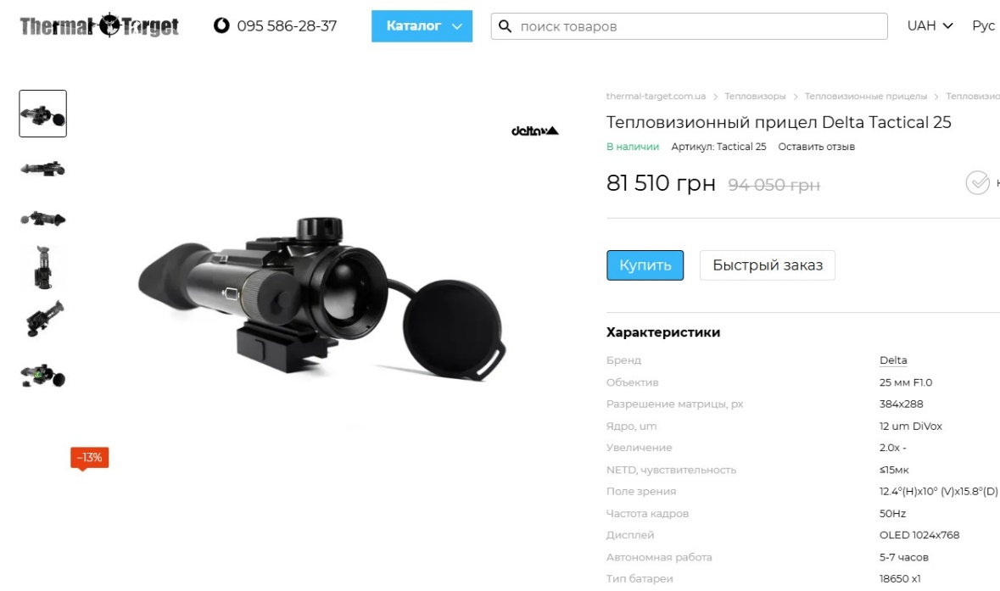 Thermal Target
095 586-28-37
Каталог
поиск товаров
UAH
Рус
thermal-target.com.ua > Тепловизоры > Тепловизионные прицелы >
Тепловизионный прицел Delta Tactical 25
delta
В наличии Артикул: Tactical 25 Оставить отзыв
81 510 грн 94 050 грн
Купить Быстрый заказ
Характеристики
Бренд Delta
Объектив 25 мм F1.0
Разрешение матрицы, px 384x288
Ядро, um 12 um DiVox
Увеличение 2.0x -
NETD, чувствительность ≤15мк
Поле зрения 12.4°(H)x10° (V)x15.8°(D)
Частота кадров 50Hz
Дисплей OLED 1024x768
Автономная работа 5-7 часов
Тип батареи 18650 x1
–13%